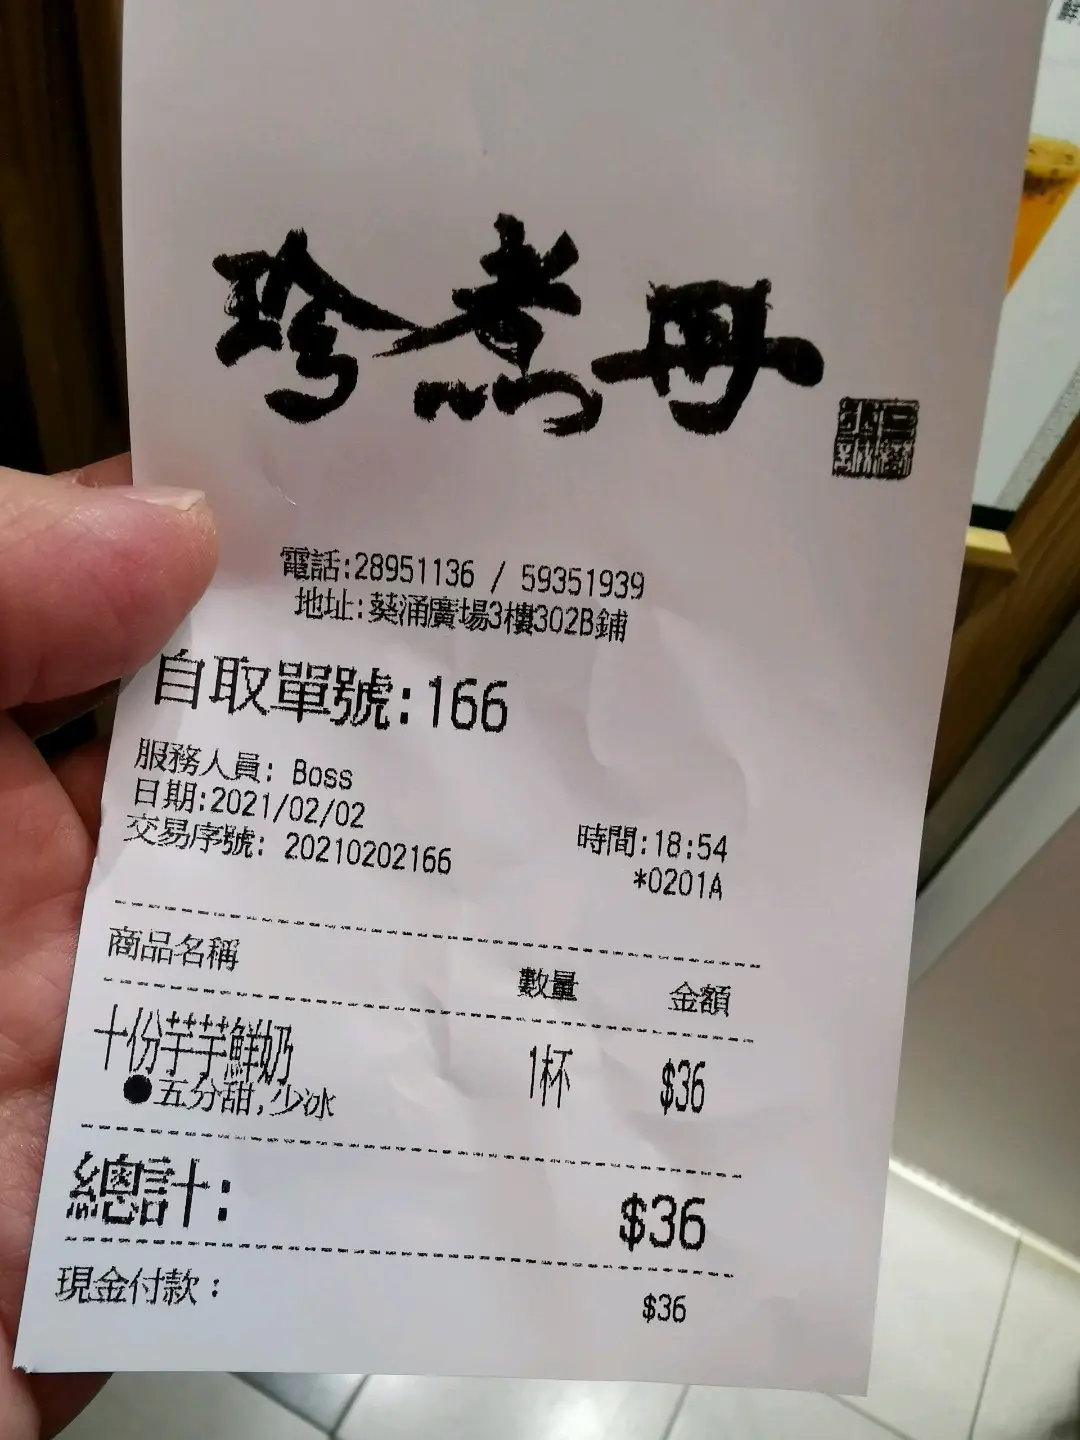 珍煮丹
電話:28951136 / 59351939
地址:葵涌廣場3樓302B鋪
自取單號:166
服務人員: Boss
日期:2021/02/02
時間:18:54
交易序號: 20210202166
*0201A
商品名稱 數量 金額
十份芋芋鮮奶 1杯 $36
●五分甜,少冰
總計: $36
現金付款: $36